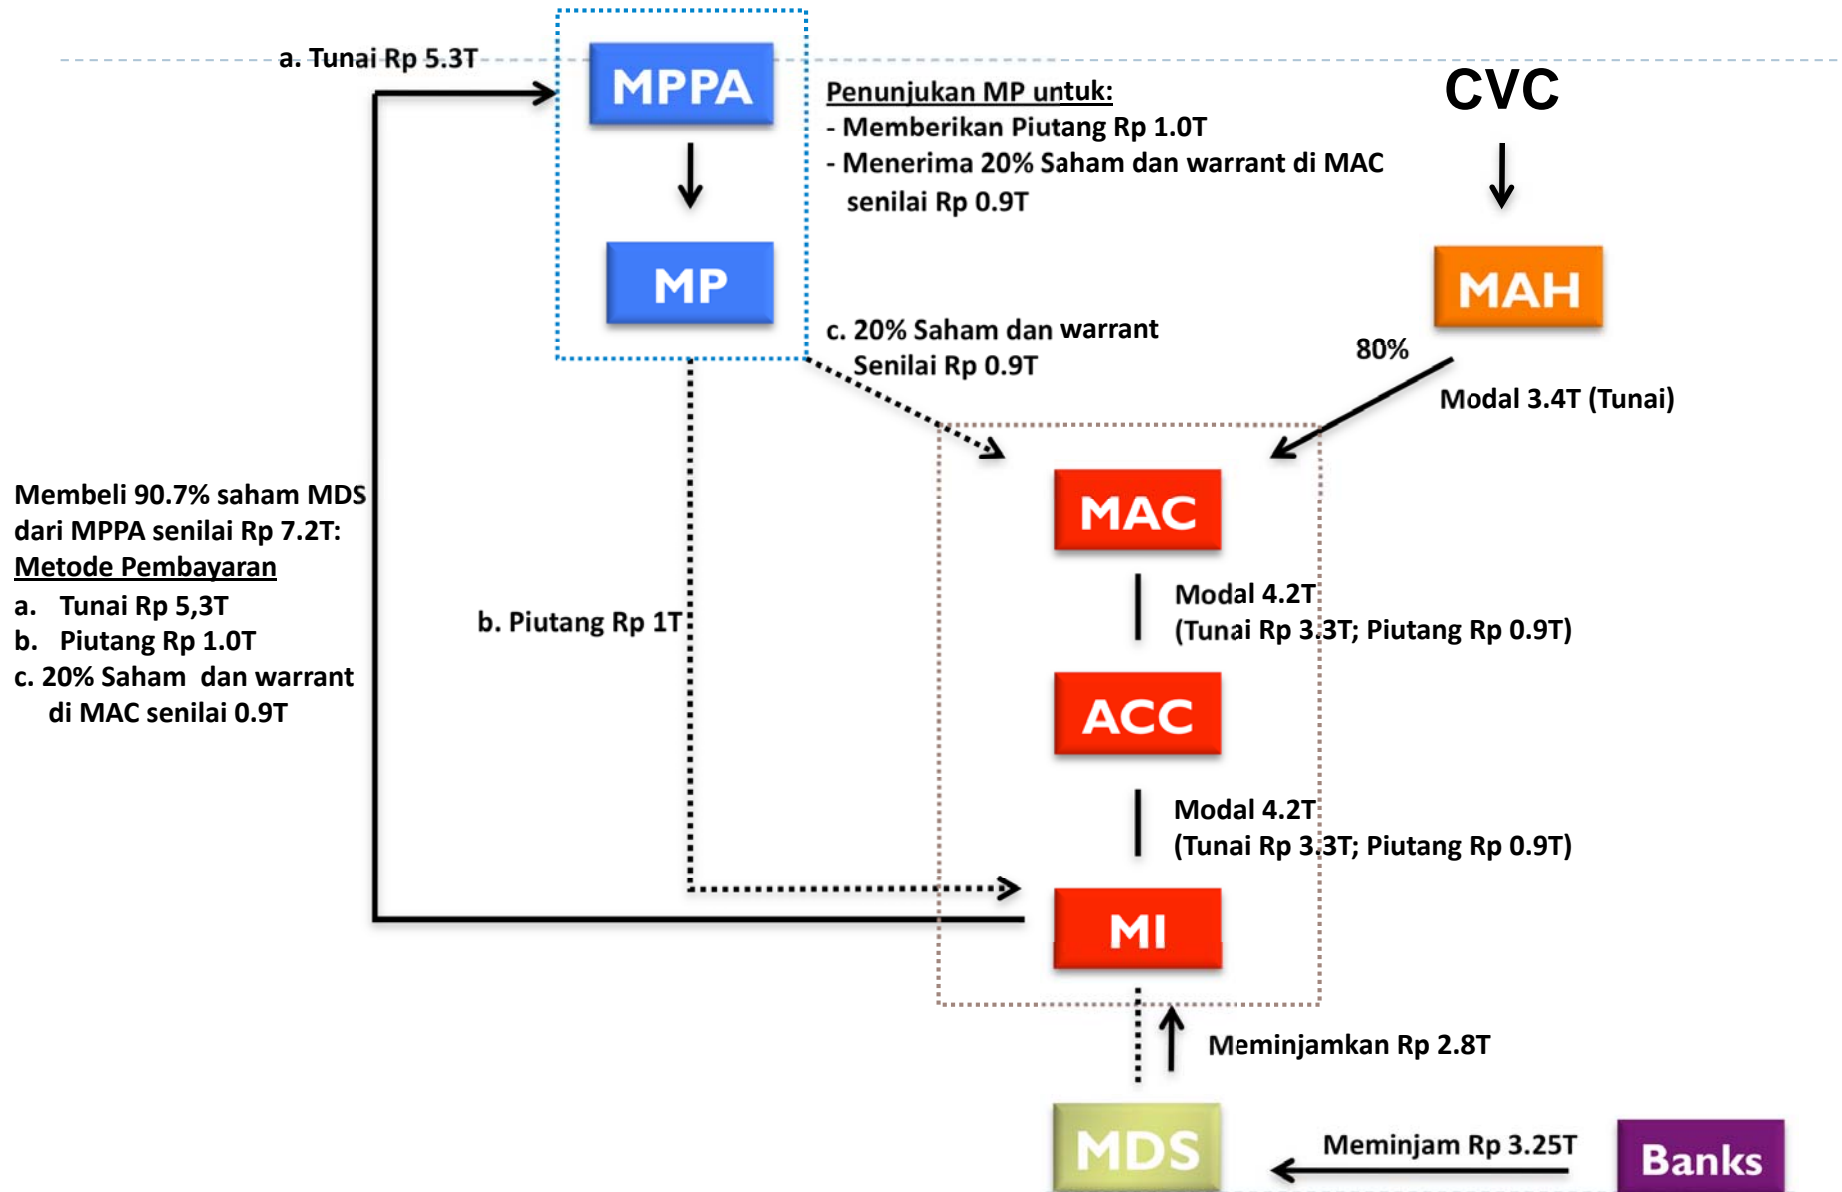 a. Tunai Rp 5.3T
MPPA
Penunjukan MP untuk:
- Memberikan Piutang Rp 1.0T
- Menerima 20% Saham dan warrant di MAC
senilai Rp 0.9T
CVC
MP
MAH
c. 20% Saham dan warrant
Senilai Rp 0.9T
80%
Modal 3.4T (Tunai)
Membeli 90.7% saham MDS
dari MPPA senilai Rp 7.2T:
Metode Pembayaran
a. Tunai Rp 5,3T
b. Piutang Rp 1.0T
c. 20% Saham dan warrant
di MAC senilai 0.9T
b. Piutang Rp 1T
MAC
Modal 4.2T
(Tunai Rp 3.3T; Piutang Rp 0.9T)
ACC
Modal 4.2T
(Tunai Rp 3.3T; Piutang Rp 0.9T)
MI
Meminjamkan Rp 2.8T
MDS
Meminjam Rp 3.25T
Banks